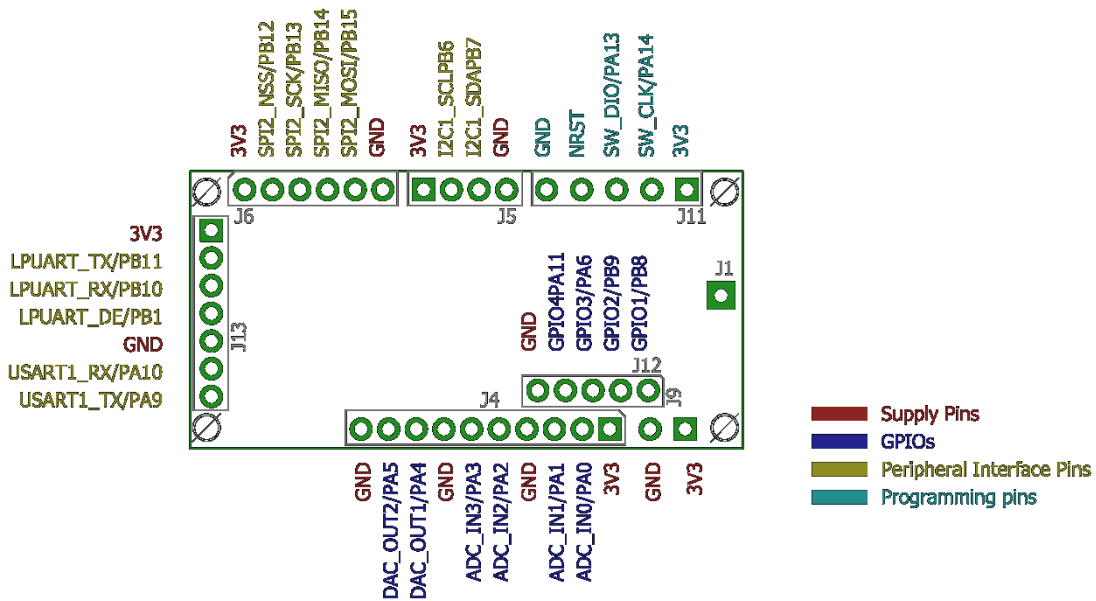 3V3
SPI2_NSS/PB12
SPI2_SCK/PB13
SPI2_MISO/PB14
SPI2_MOSI/PB15
GND
3V3
I2C1_SCLPB6
I2C1_SDAPB7
GND
GND
NRST
SW_DIO/PA13
SW_CLK/PA14
3V3
J6
J5
J11
3V3
LPUART_TX/PB11
LPUART_RX/PB10
LPUART_DE/PB1
GND
USART1_RX/PA10
USART1_TX/PA9
J13
J1
GND
GPIO4PA11
GPIO3/PA6
GPIO2/PB9
GPIO1/PB8
J12
J4
J9
GND
DAC_OUT2/PA5
DAC_OUT1/PA4
GND
ADC_IN3/PA3
ADC_IN2/PA2
GND
ADC_IN1/PA1
ADC_IN0/PA0
3V3
GND
3V3
Supply Pins
GPIOs
Peripheral Interface Pins
Programming pins